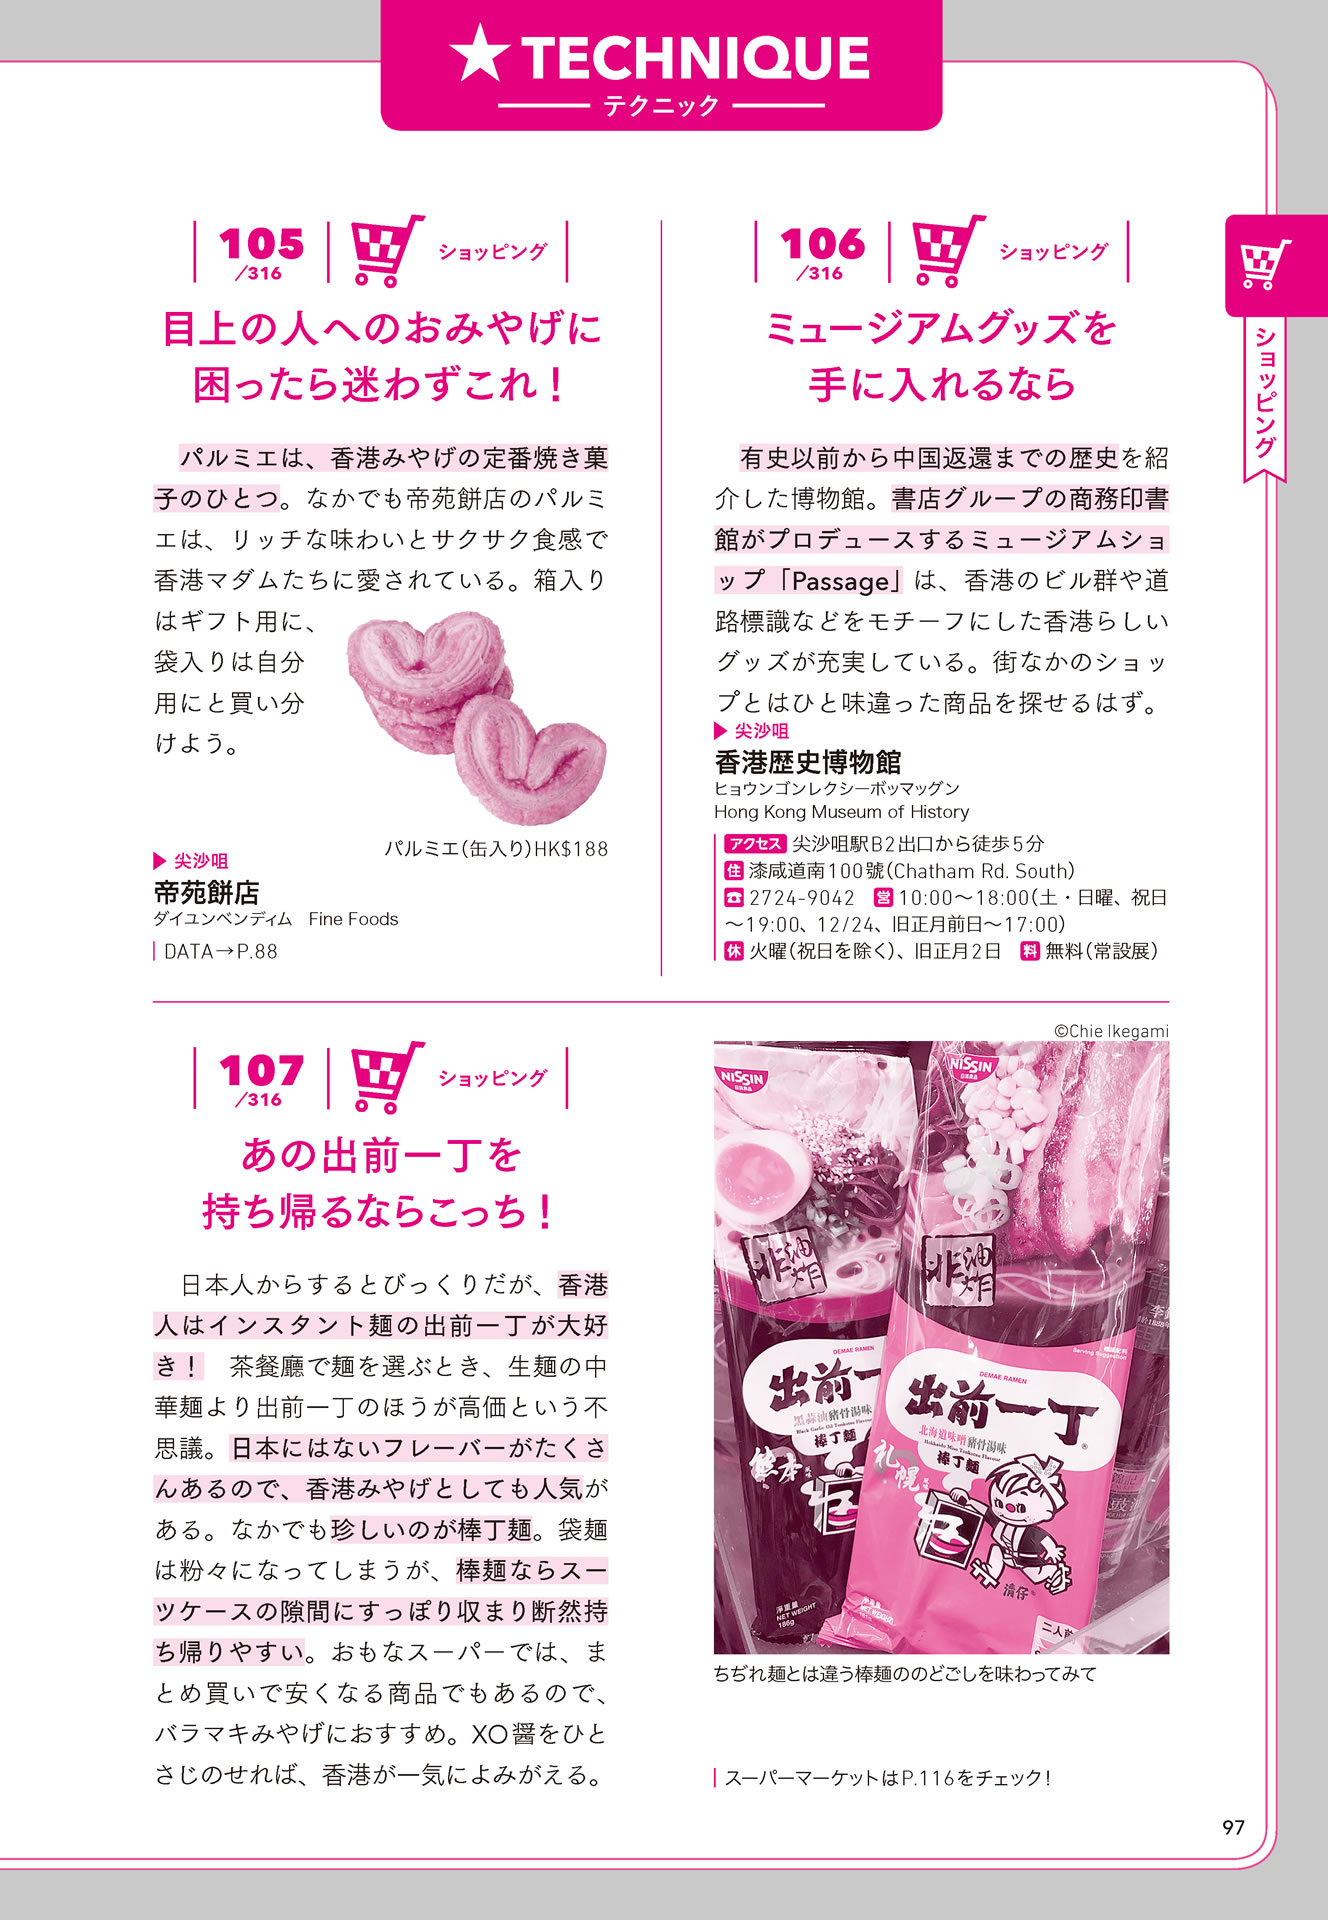 ★TECHNIQUE
テクニック
105
/316
ショッピング
目上の人へのおみやげに
困ったら迷わずこれ！
パルミエは、香港みやげの定番焼き菓
子のひとつ。なかでも帝苑餅店のパルミ
エは、リッチな味わいとサクサク食感で
香港マダムたちに愛されている。箱入り
はギフト用に、
袋入りは自分
用にと買い分
けよう。
パルミエ（缶入り）HK$188
▶尖沙咀
帝苑餅店
ダイユンベンディム　Fine Foods
DATA→P.88
106
/316
ショッピング
ミュージアムグッズを
手に入れるなら
有史以前から中国返還までの歴史を紹
介した博物館。書店グループの商務印書
館がプロデュースするミュージアムショ
ップ「Passage」は、香港のビル群や道
路標識などをモチーフにした香港らしい
グッズが充実している。街なかのショッ
プとはひと味違った商品を探せるはず。
▶尖沙咀
香港歴史博物館
ヒョウンゴンレクシーボッマッグン
Hong Kong Museum of History
アクセス 尖沙咀駅B2出口から徒歩5分
住 漆咸道南100號（Chatham Rd. South）
☎2724-9042　営10:00～18:00（土・日曜、祝日
～19:00、12/24、旧正月前日～17:00）
休 火曜（祝日を除く）、旧正月2日　料 無料（常設展）
ショッピング
107
/316
ショッピング
あの出前一丁を
持ち帰るならこっち！
日本人からするとびっくりだが、香港
人はインスタント麺の出前一丁が大好
き！　茶餐廳で麺を選ぶとき、生麺の中
華麺より出前一丁のほうが高価という不
思議。日本にはないフレーバーがたくさ
んあるので、香港みやげとしても人気が
ある。なかでも珍しいのが棒丁麺。袋麺
は粉々になってしまうが、棒麺ならスー
ツケースの隙間にすっぽり収まり断然持
ち帰りやすい。おもなスーパーでは、ま
とめ買いで安くなる商品でもあるので、
バラマキみやげにおすすめ。XO醤をひと
さじのせれば、香港が一気によみがえる。
©Chie Ikegami
NISSIN
NISSIN
非油炸
非油炸
DEMAE RAMEN
出前一
黑蒜油豬骨湯味
Black Garlic Oil Tonkotsu Flavour
棒丁麵
熊本
淨重量
NET WEIGHT
186g
Serving Suggestion
DEMAE RAMEN
出前一丁
北海道味噌豬骨湯味
Hokkaido Miso Tonkotsu Flavour
棒丁麵
札幌
清仔
二人前
ちぢれ麺とは違う棒麺ののどごしを味わってみて
スーパーマーケットはP.116をチェック！
97